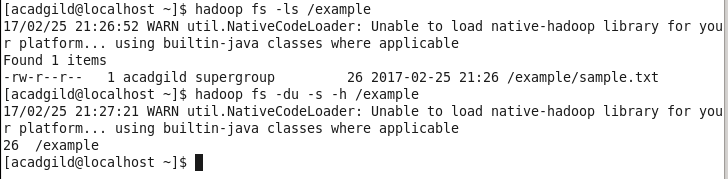 [acadgild@localhost ~]$ hadoop fs -ls /example
17/02/25 21:26:52 WARN util.NativeCodeLoader: Unable to load native-hadoop library for you
r platform... using builtin-java classes where applicable
Found 1 items
-rw-r--r--   1 acadgild supergroup         26 2017-02-25 21:26 /example/sample.txt
[acadgild@localhost ~]$ hadoop fs -du -s -h /example
17/02/25 21:27:21 WARN util.NativeCodeLoader: Unable to load native-hadoop library for you
r platform... using builtin-java classes where applicable
26  /example
[acadgild@localhost ~]$